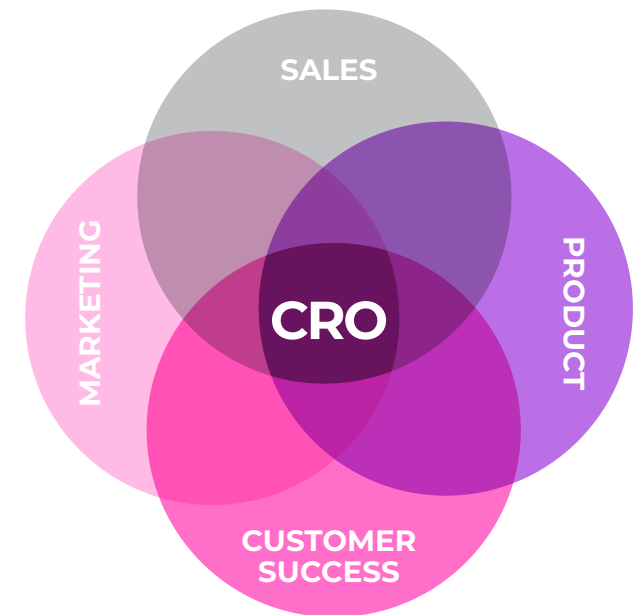 SALES
MARKETING
CRO
PRODUCT
CUSTOMER
SUCCESS